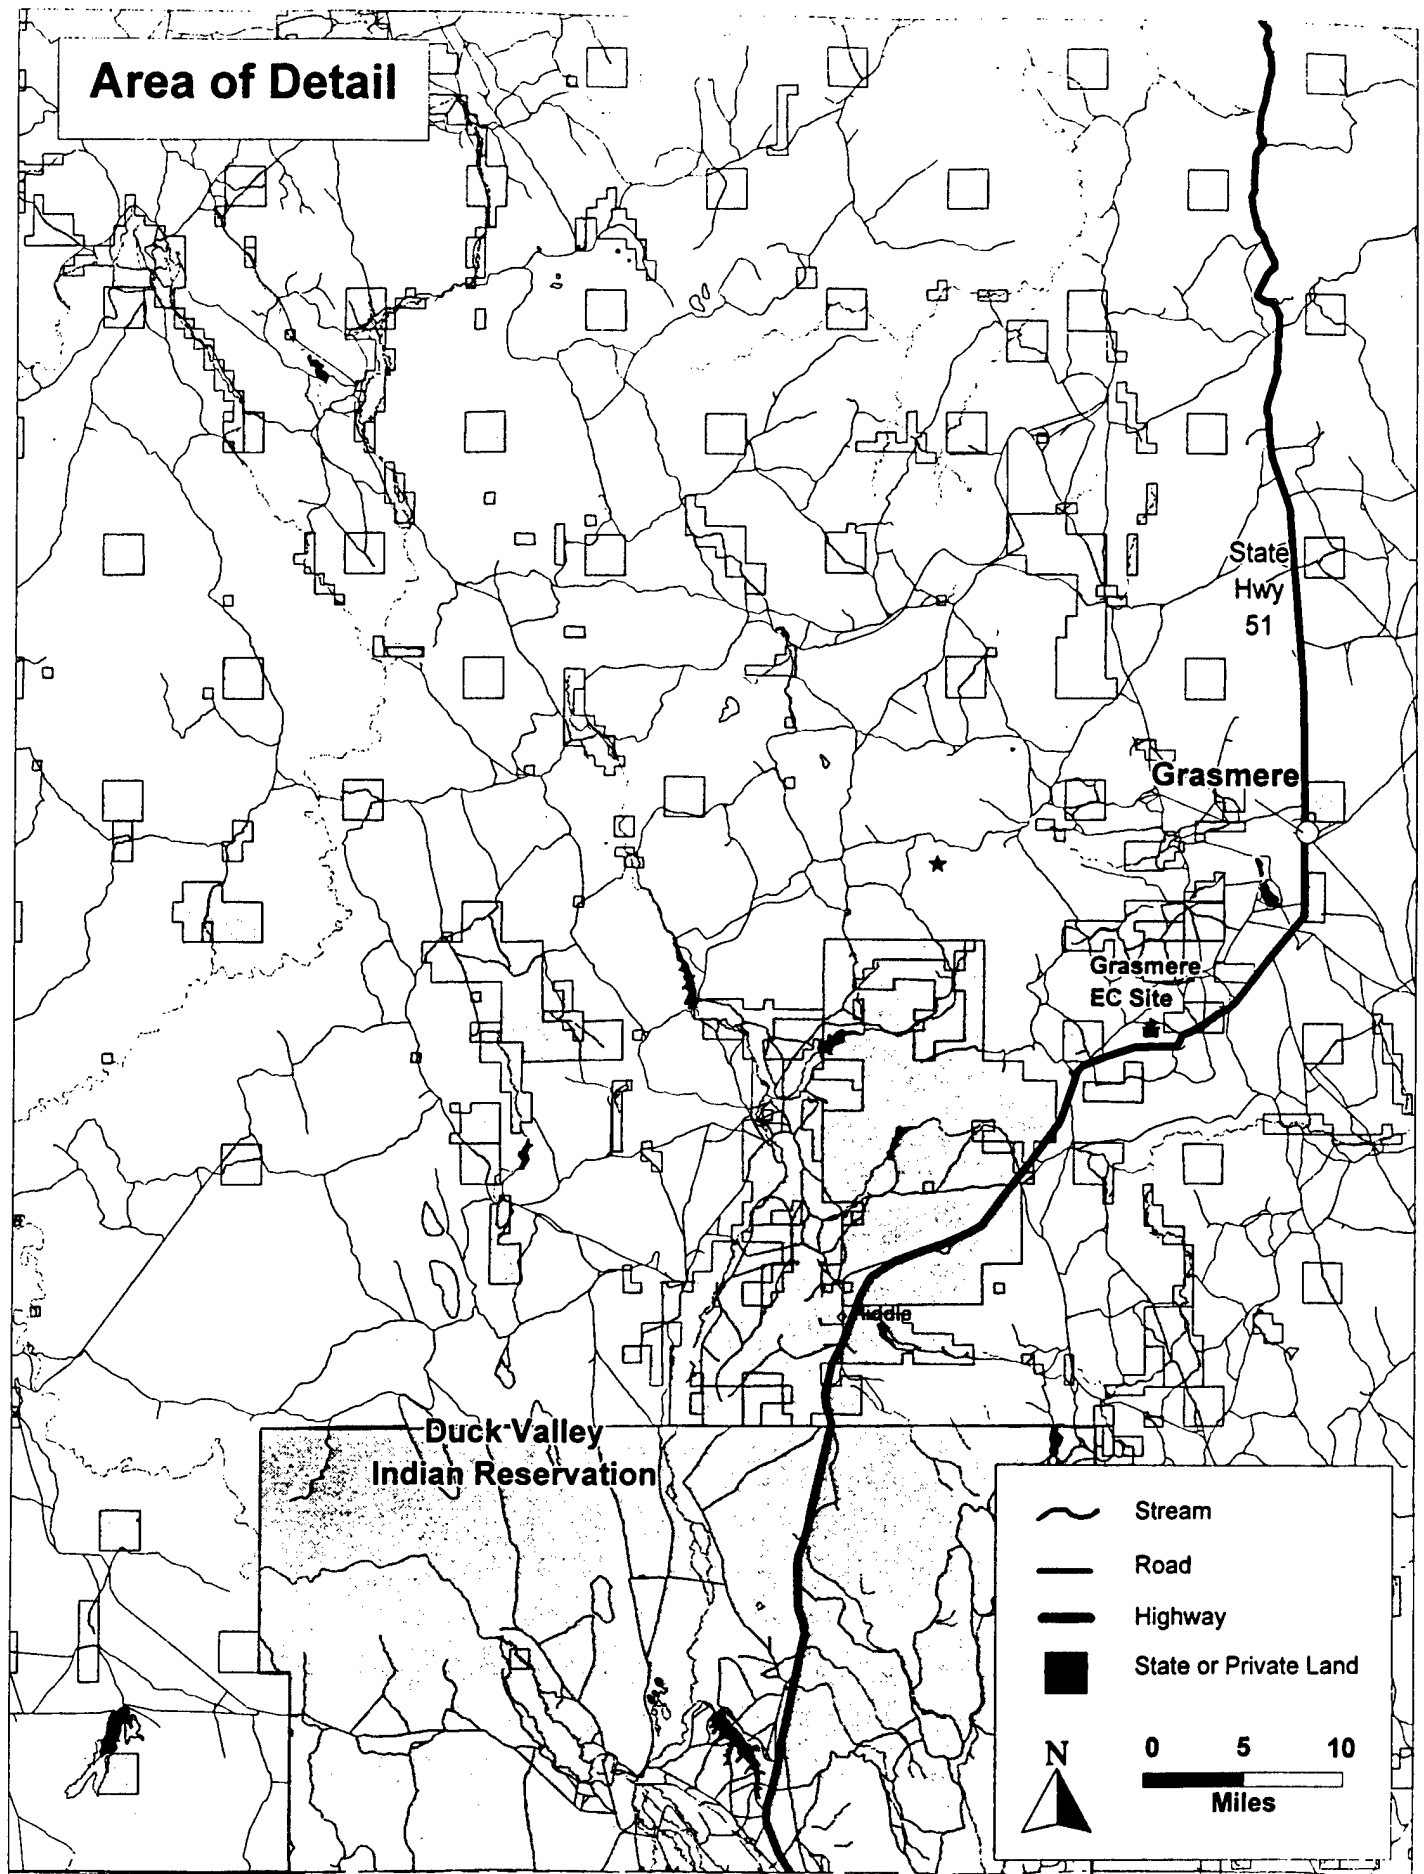 Area of Detail
State
Hwy
51
Grasmere
Grasmere
EC Site
Duck Valley
Indian Reservation
Stream
Road
Highway
State or Private Land
N
0 5 10
Miles